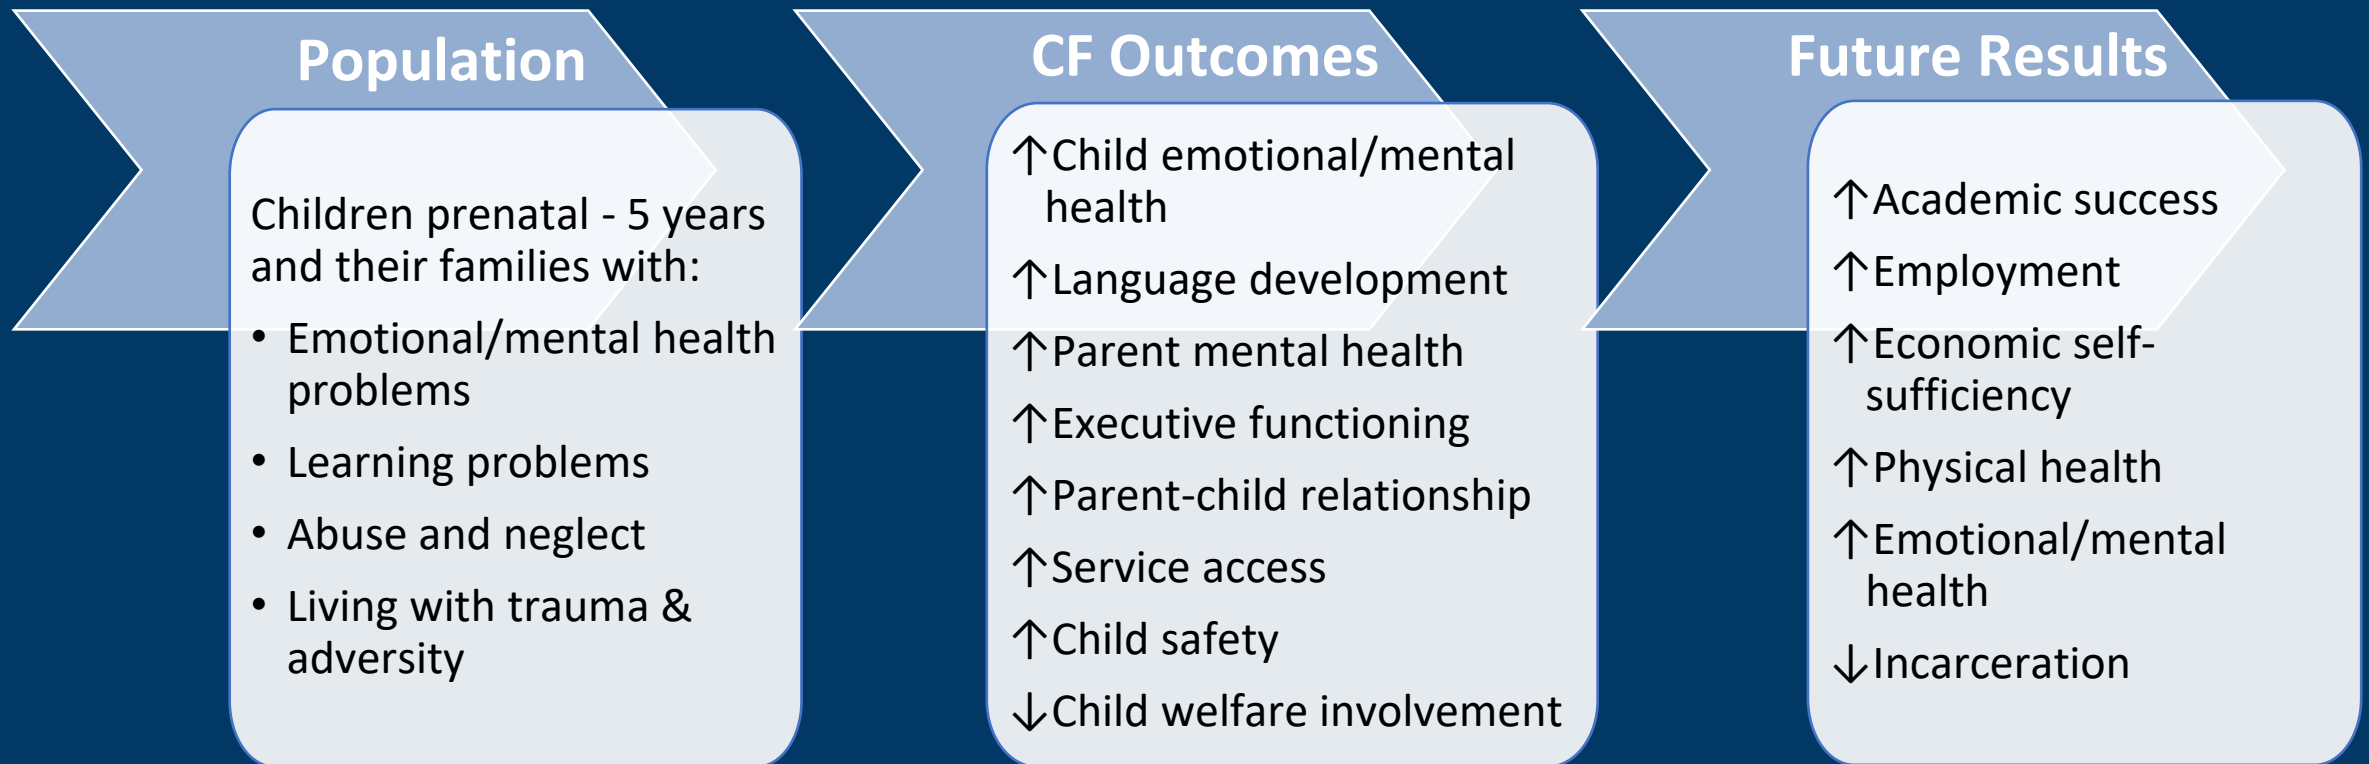 Population
Children prenatal - 5 years
and their families with:
• Emotional/mental health
problems
• Learning problems
• Abuse and neglect
• Living with trauma &
adversity
CF Outcomes
↑Child emotional/mental
health
↑Language development
↑Parent mental health
↑Executive functioning
↑Parent-child relationship
↑Service access
↑Child safety
↓Child welfare involvement
Future Results
↑Academic success
↑Employment
↑Economic self-
sufficiency
↑Physical health
↑Emotional/mental
health
↓Incarceration